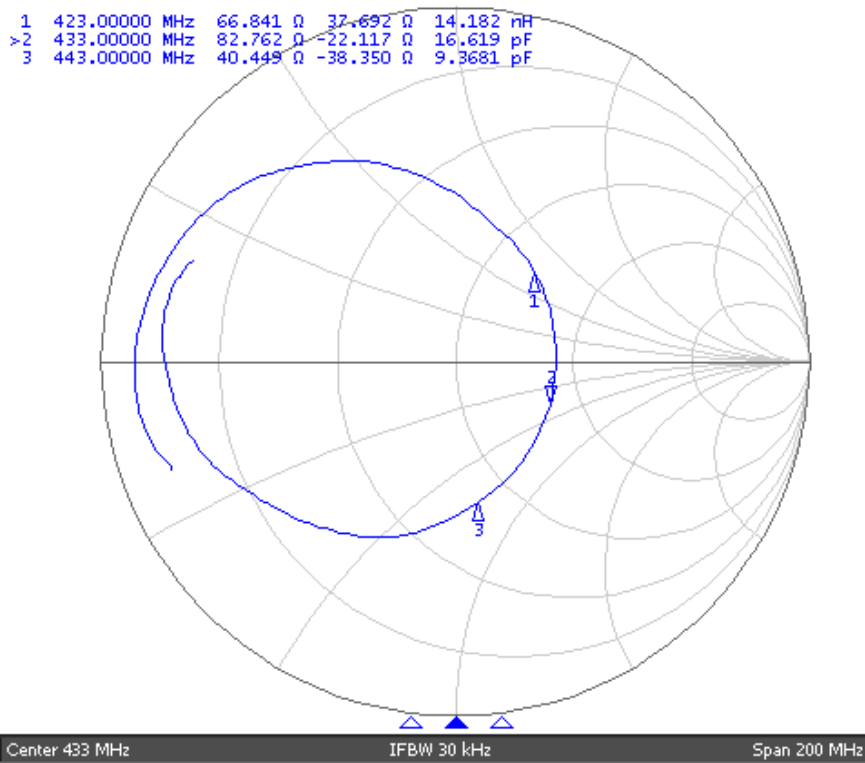 1 423.00000 MHz 66.841 Ω 37.692 Ω 14.182 nH
>2 433.00000 MHz 82.762 Ω -22.117 Ω 16.619 pF
3 443.00000 MHz 40.449 Ω -38.350 Ω 9.3681 pF
1
2
3
Center 433 MHz IFBW 30 kHz Span 200 MHz